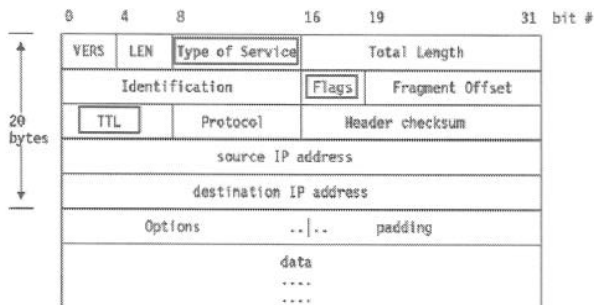 0 4 8 16 19 31 bit #
VERS LEN Type of Service Total Length
Identification Flags Fragment Offset
20 bytes
TTL Protocol Header checksum
source IP address
destination IP address
Options ..|.. padding
data
....
....